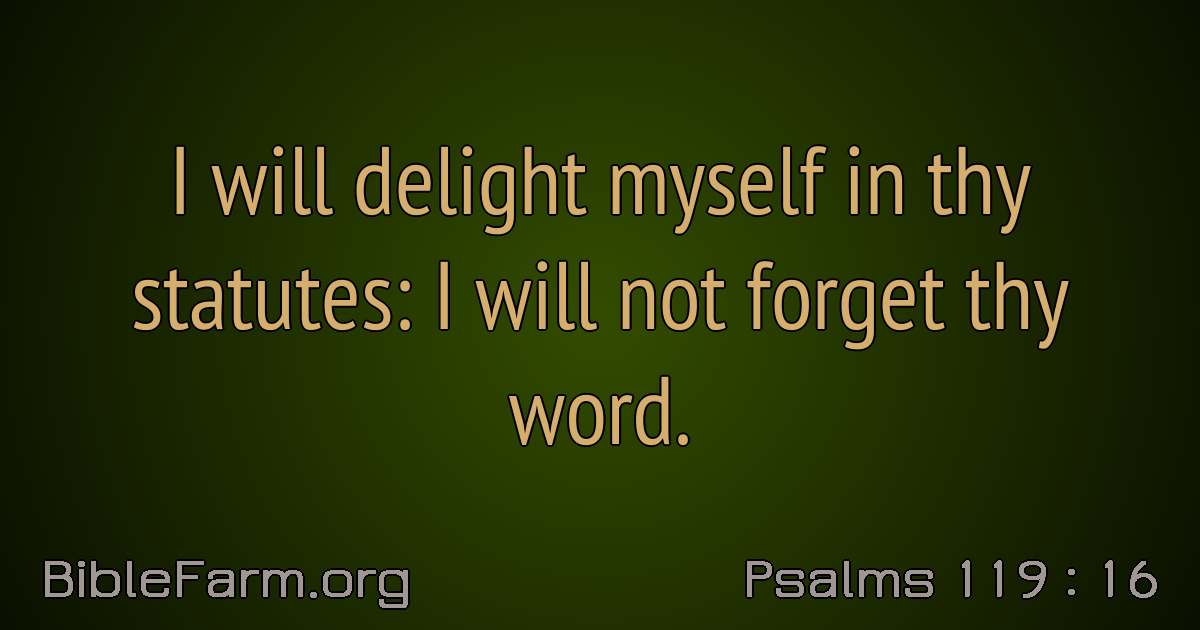 I will delight myself in thy
statutes: I will not forget thy
word.
BibleFarm.org
Psalms 119 : 16